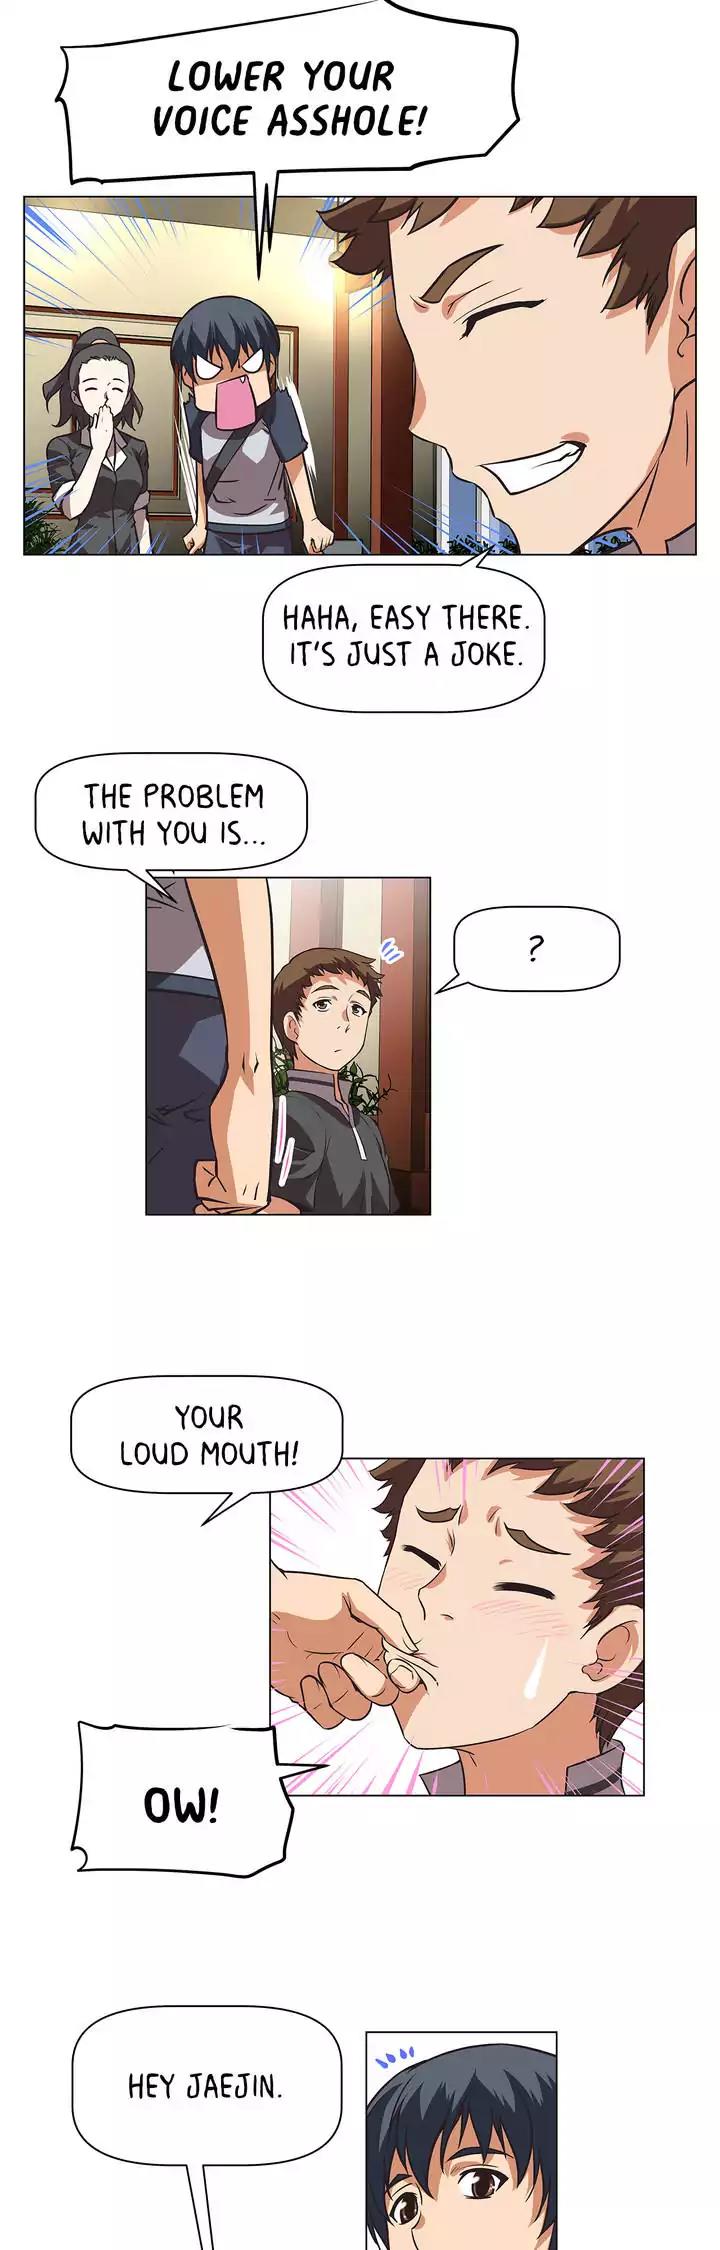 LOWER YOUR
VOICE ASSHOLE!
HAHA, EASY THERE.
IT'S JUST A JOKE.
THE PROBLEM
WITH YOU IS...
?
YOUR
LOUD MOUTH!
OW!
HEY JAEJIN.